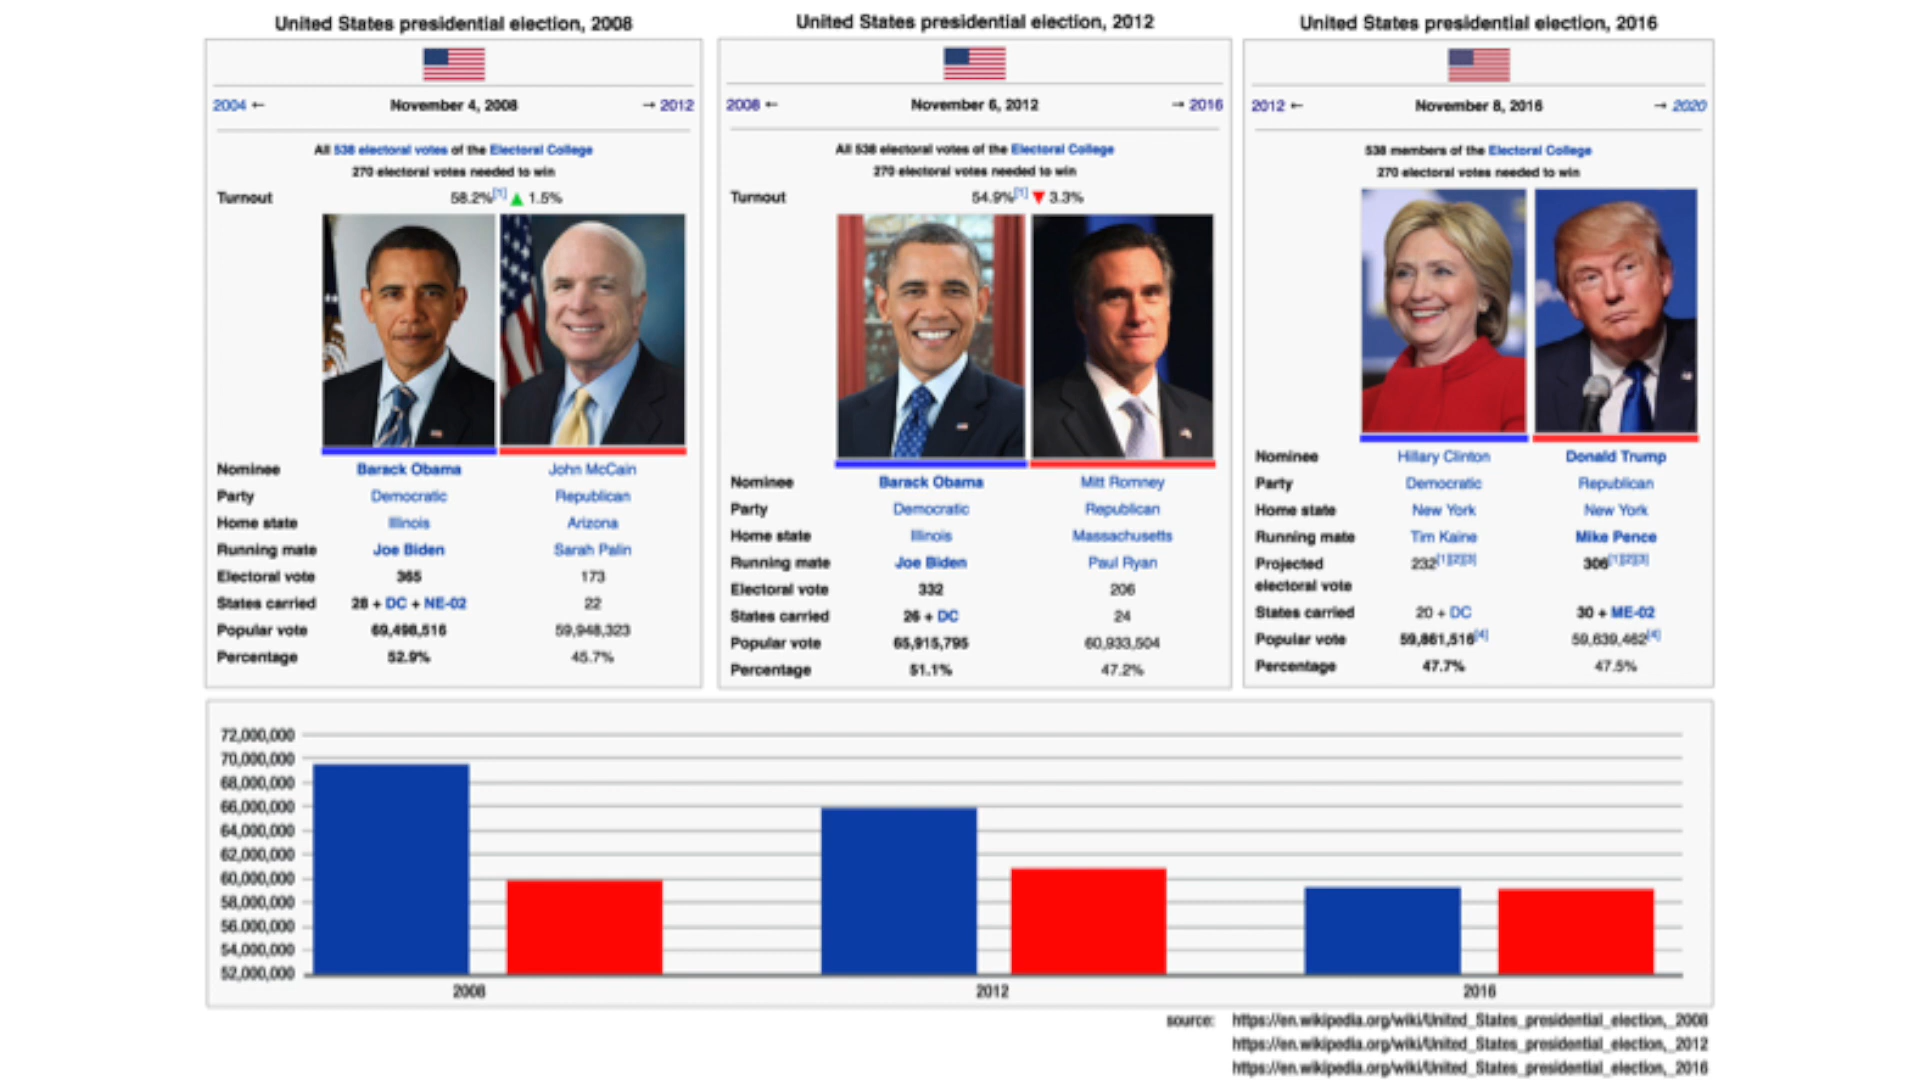 United States presidential election, 2008
2004 ← November 4, 2008 → 2012
All 538 electoral votes of the Electoral College
270 electoral votes needed to win
Turnout 58.2%[1] ▲ 1.5%
Nominee Barack Obama John McCain
Party Democratic Republican
Home state Illinois Arizona
Running mate Joe Biden Sarah Palin
Electoral vote 365 173
States carried 28 + DC + NE-02 22
Popular vote 69,498,516 59,948,323
Percentage 52.9% 45.7%
United States presidential election, 2012
2008 ← November 6, 2012 → 2016
All 538 electoral votes of the Electoral College
270 electoral votes needed to win
Turnout 54.9%[1] ▼ 3.3%
Nominee Barack Obama Mitt Romney
Party Democratic Republican
Home state Illinois Massachusetts
Running mate Joe Biden Paul Ryan
Electoral vote 332 206
States carried 26 + DC 24
Popular vote 65,915,795 60,933,504
Percentage 51.1% 47.2%
United States presidential election, 2016
2012 ← November 8, 2016 → 2020
538 members of the Electoral College
270 electoral votes needed to win
Nominee Hillary Clinton Donald Trump
Party Democratic Republican
Home state New York New York
Running mate Tim Kaine Mike Pence
Projected 232[1][2][3] 306[1][2][3]
electoral vote
States carried 20 + DC 30 + ME-02
Popular vote 59,861,516[4] 59,639,462[4]
Percentage 47.7% 47.5%
72,000,000
70,000,000
68,000,000
66,000,000
64,000,000
62,000,000
60,000,000
58,000,000
56.000,000
54,000,000
52,000,000
2008 2012 2016
source: https://en.wikipedia.org/wiki/United_States_presidential_election,_2008
https://en.wikipedia.org/wiki/United_States_presidential_election,_2012
https://en.wikipedia.org/wiki/United_States_presidential_election,_2016